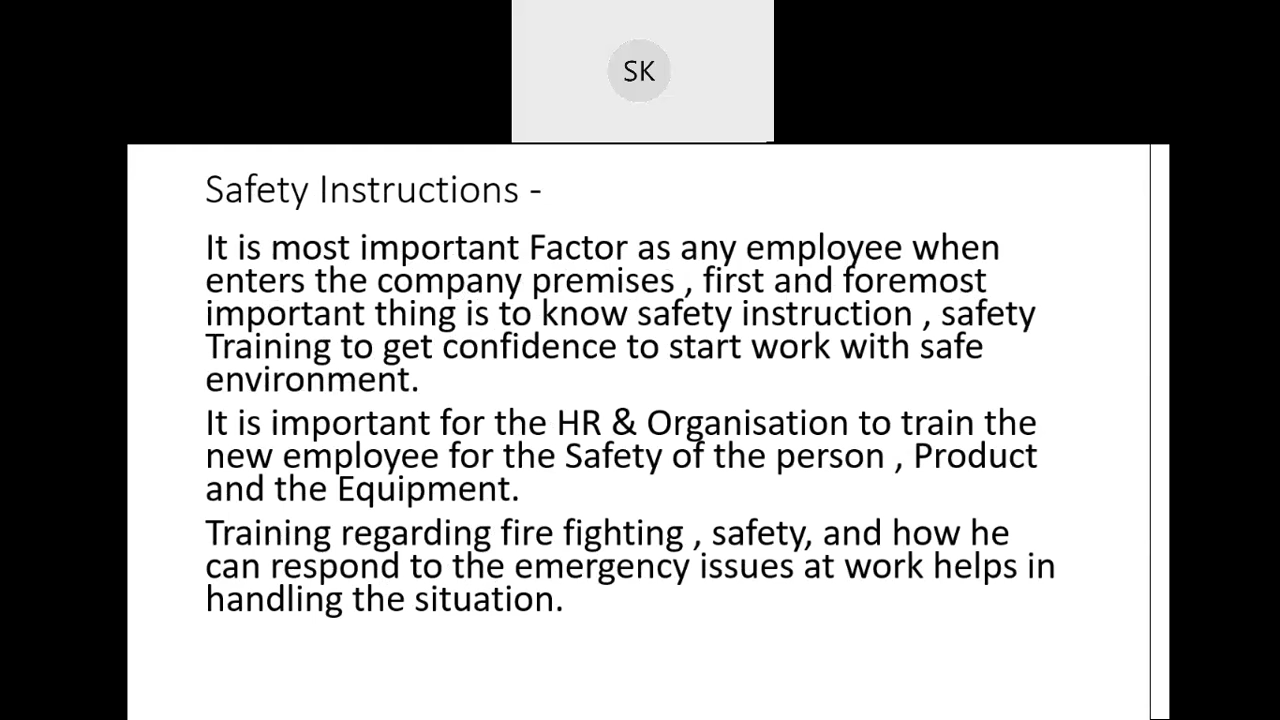 SK
Safety Instructions -
It is most important Factor as any employee when
enters the company premises , first and foremost
important thing is to know safety instruction , safety
Training to get confidence to start work with safe
environment.
It is important for the HR & Organisation to train the
new employee for the Safety of the person , Product
and the Equipment.
Training regarding fire fighting , safety, and how he
can respond to the emergency issues at work helps in
handling the situation.